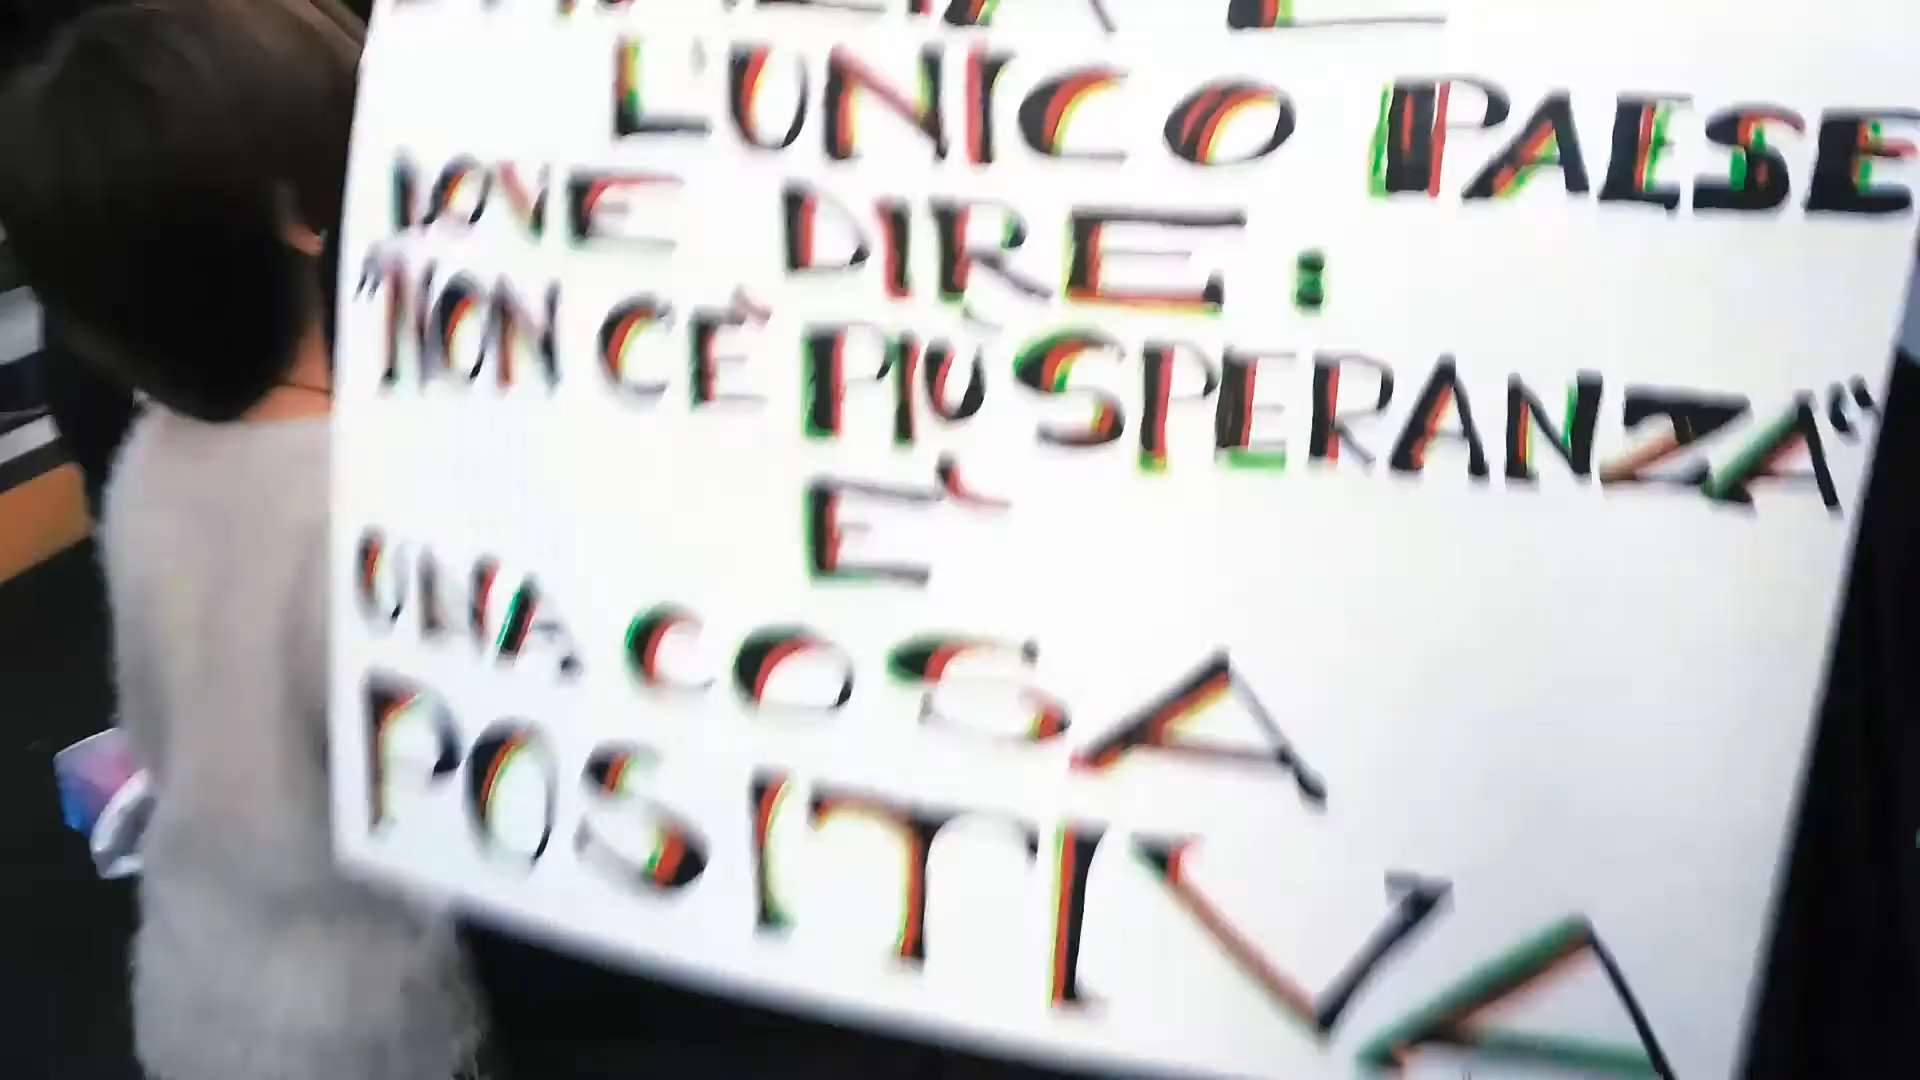 L'UNICO PAESE
DOVE DIRE:
"NON C'È PIÙ SPERANZA"
È
UNA COSA
POSITIVA